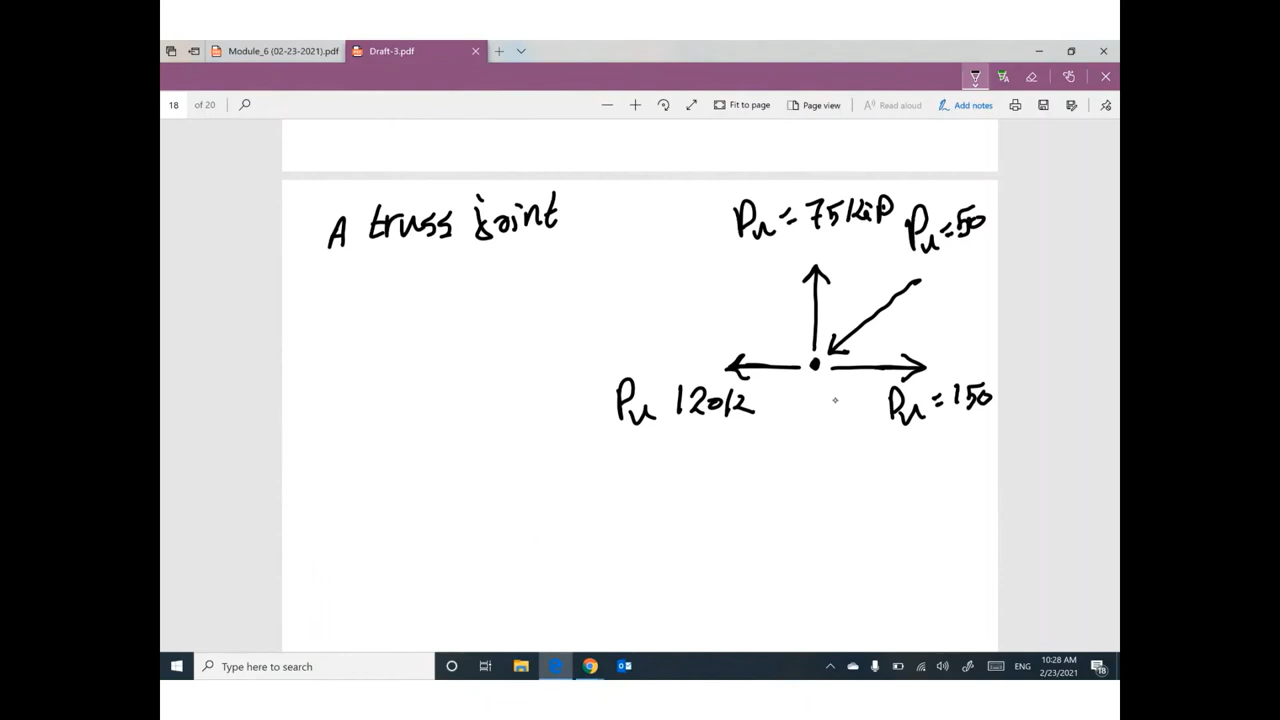 Module_6 (02-23-2021).pdf
Draft-3.pdf
18 of 20
Fit to page
Page view
Read aloud
Add notes
A truss joint
Pu = 75 kiP
Pu = 50
Pu 120k
Pu = 150
Type here to search
ENG
10:28 AM
2/23/2021
18